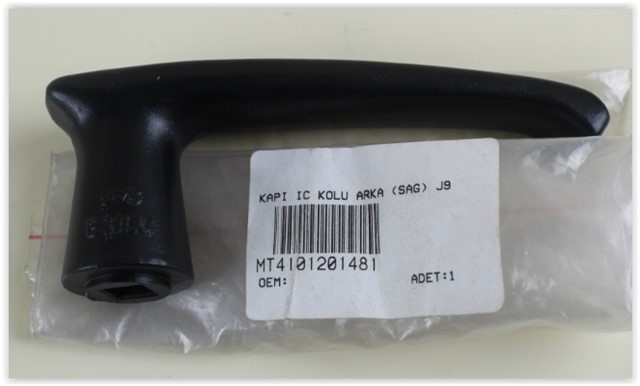 KAPI IC KOLU ARKA (SAG) J9
MT4101201481
OEM:
ADET:1